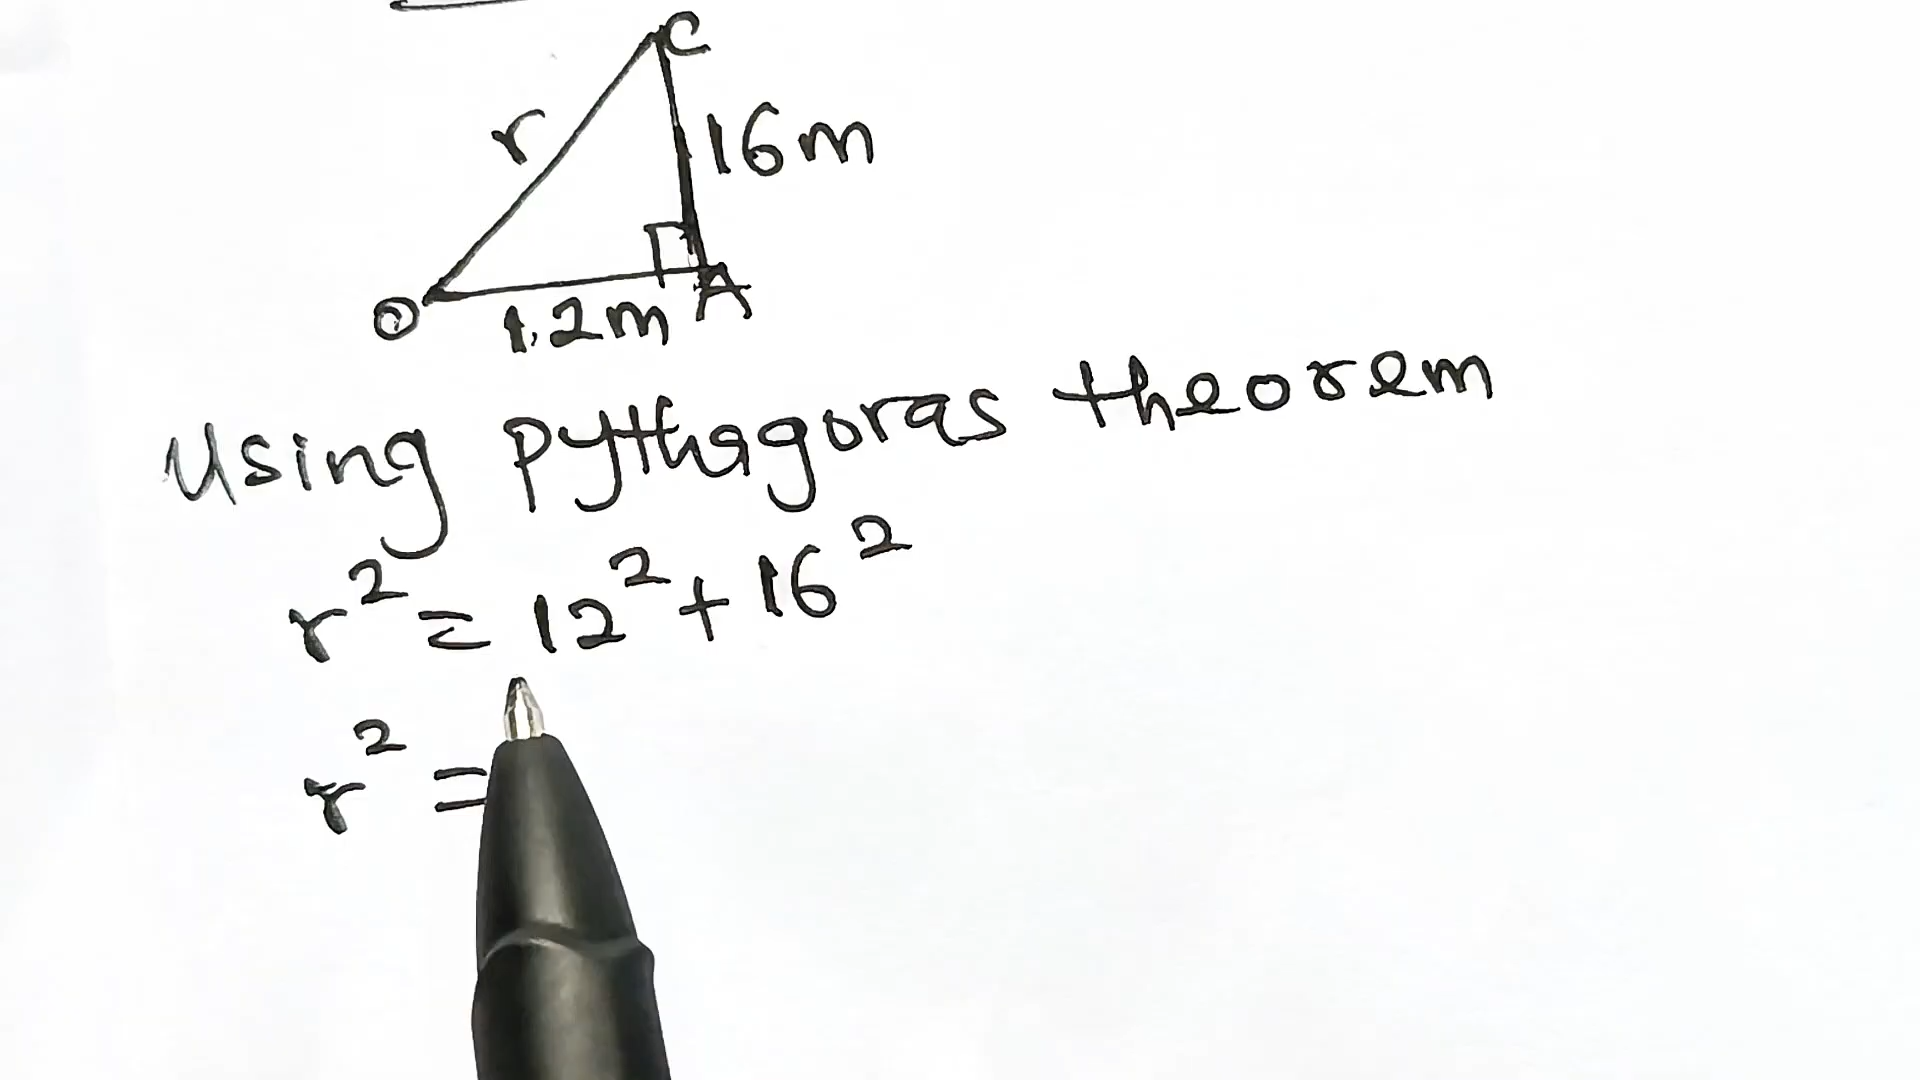 C
r
16m
O
1.2m A
Using pythagoras theorem
r² = 12² + 16²
r² =